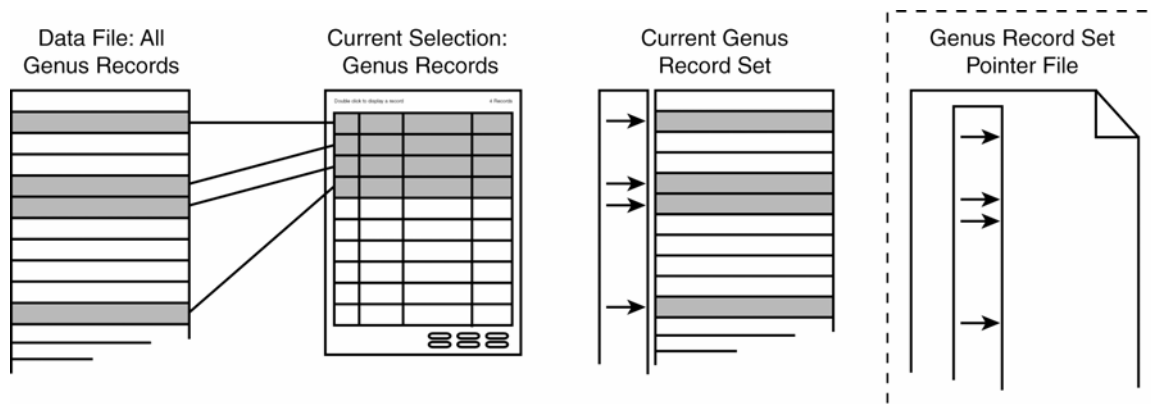 Data File: All
Genus Records
Current Selection:
Genus Records
Double click to display a record
4 Records
Current Genus
Record Set
Genus Record Set
Pointer File